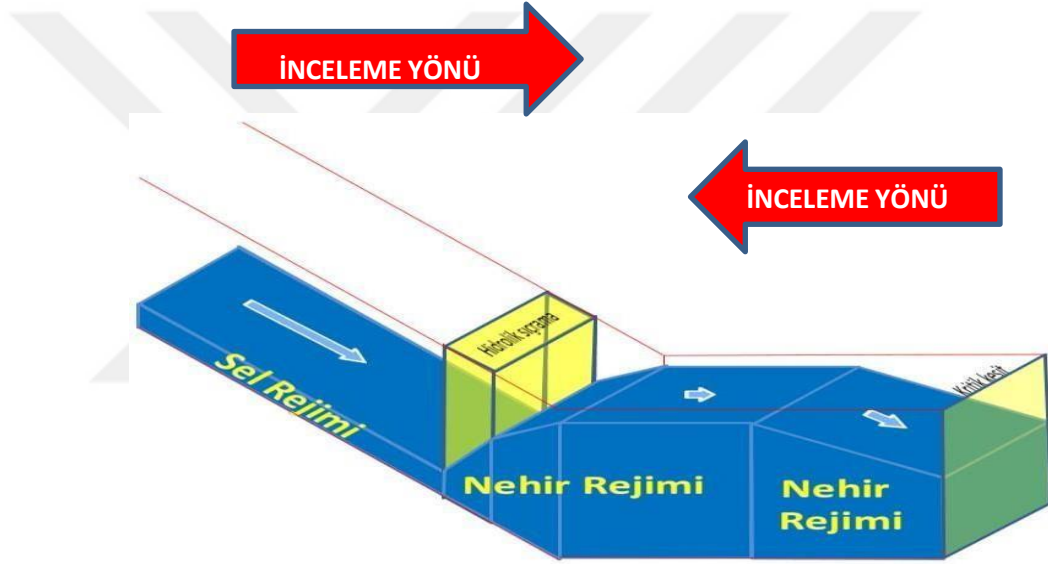 İNCELEME YÖNÜ
İNCELEME YÖNÜ
Hidrolik sıçrama
Kritik kesit
Sel Rejimi
Nehir Rejimi
Nehir
Rejimi